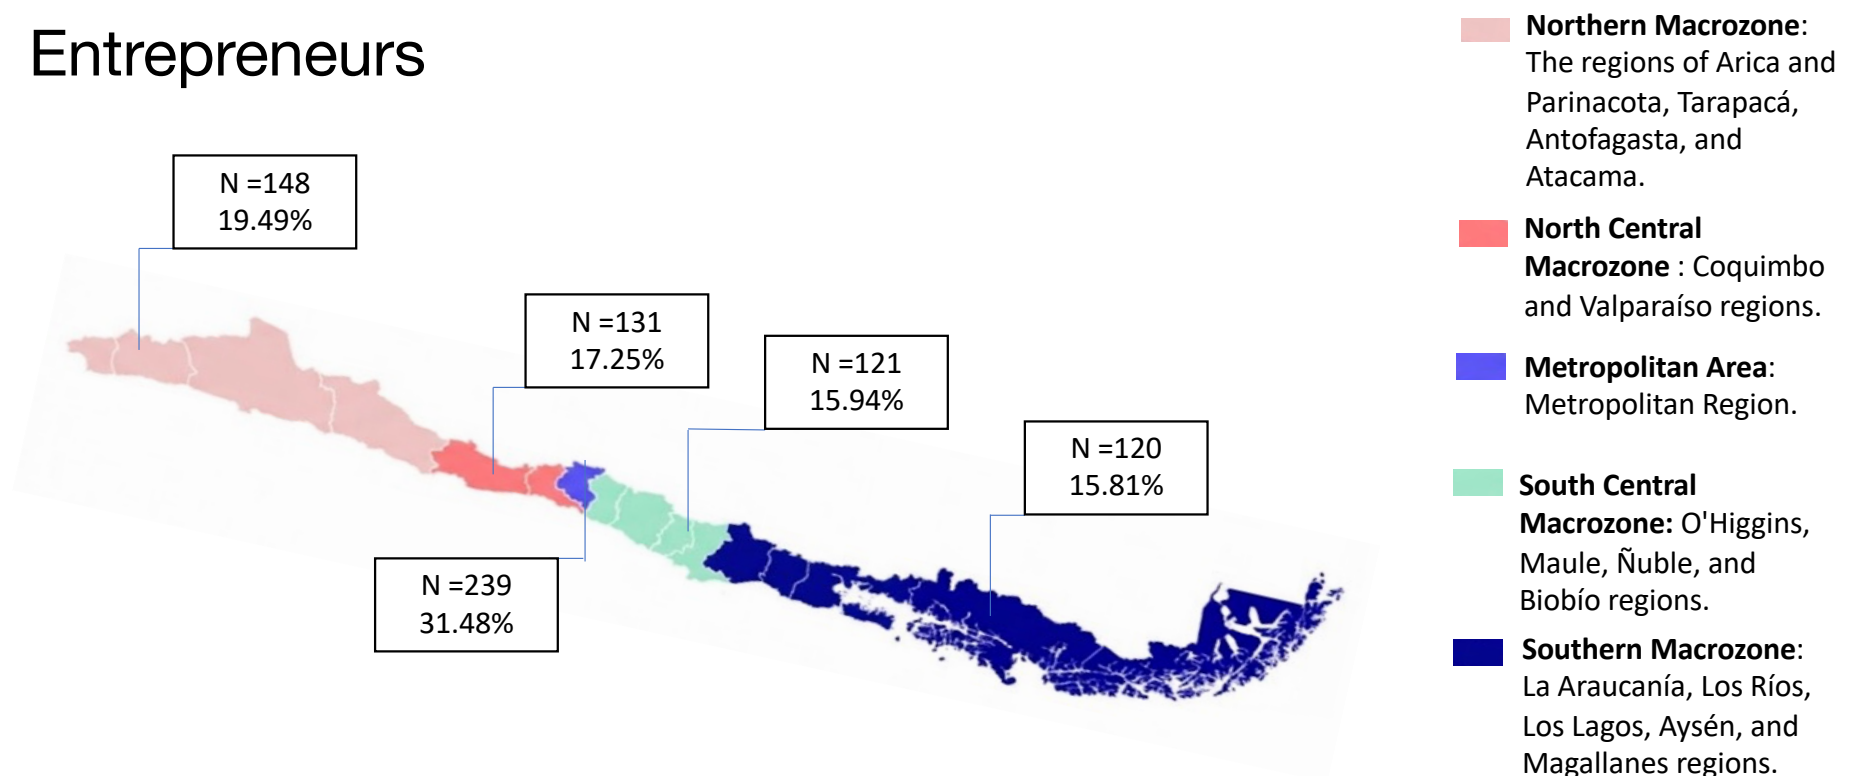 Entrepreneurs
N =148
19.49%
N =131
17.25%
N =121
15.94%
N =120
15.81%
N =239
31.48%
Northern Macrozone:
The regions of Arica and
Parinacota, Tarapacá,
Antofagasta, and
Atacama.
North Central
Macrozone : Coquimbo
and Valparaíso regions.
Metropolitan Area:
Metropolitan Region.
South Central
Macrozone: O'Higgins,
Maule, Ñuble, and
Biobío regions.
Southern Macrozone:
La Araucanía, Los Ríos,
Los Lagos, Aysén, and
Magallanes regions.